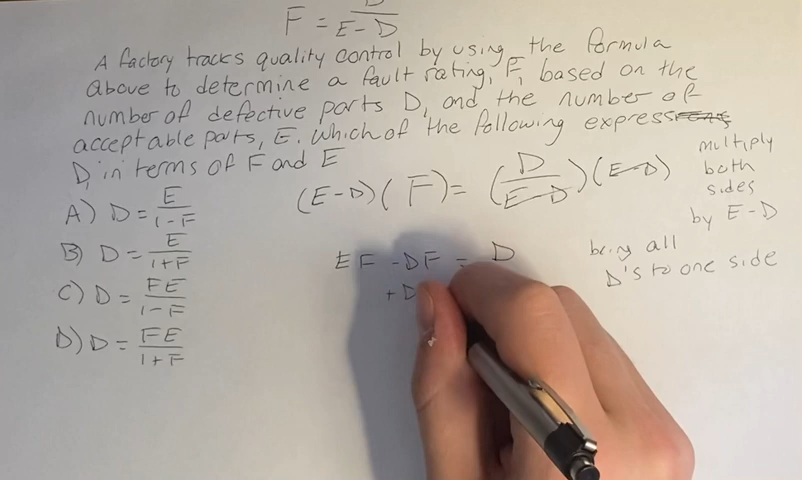 F = D / E - D
A factory tracks quality control by using the formula
above to determine a fault rating, F, based on the
number of defective parts D, and the number of
acceptable parts, E. Which of the following express
D, in terms of F and E
A) D = E / 1 - F
B) D = E / 1 + F
C) D = FE / 1 - F
D) D = FE / 1 + F
(E - D)(F) = (D / E - D)(E - D)
multiply
both
sides
by E - D
EF - DF = D
+ D
bring all
D's to one side